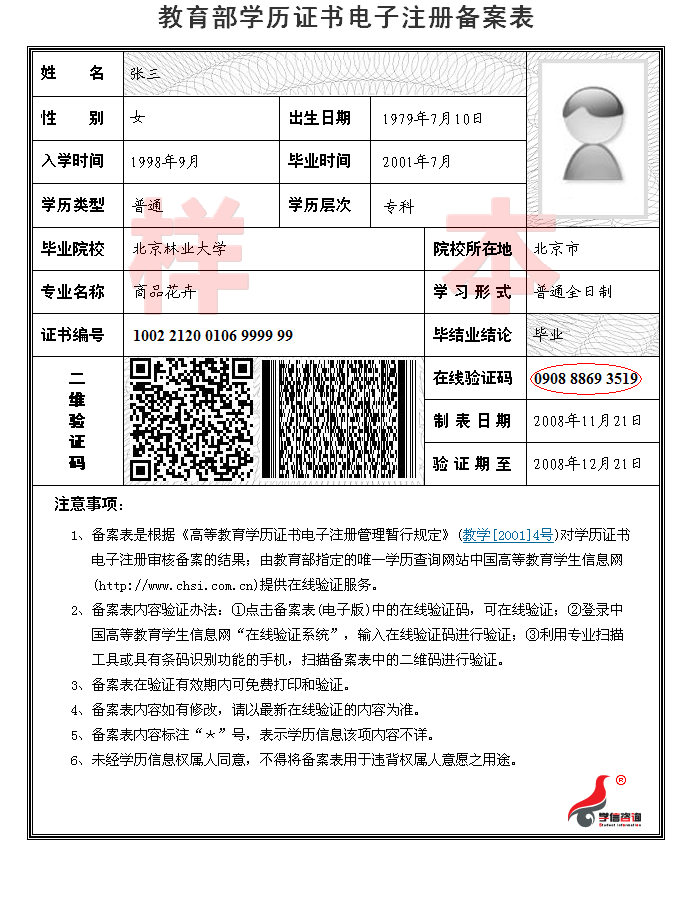 教育部学历证书电子注册备案表
姓 名 张三
性 别 女 出生日期 1979年7月10日
入学时间 1998年9月 毕业时间 2001年7月
学历类型 普通 学历层次 专科
样本
毕业院校 北京林业大学 院校所在地 北京市
专业名称 商品花卉 学习形式 普通全日制
证书编号 1002 2120 0106 9999 99 毕结业结论 毕业
二维验证码 在线验证码 0908 8869 3519
制表日期 2008年11月21日
验证期至 2008年12月21日
注意事项：
1、备案表是根据《高等教育学历证书电子注册管理暂行规定》(教学[2001]4号)对学历证书
电子注册审核备案的结果；由教育部指定的唯一学历查询网站中国高等教育学生信息网
(http://www.chsi.com.cn)提供在线验证服务。
2、备案表内容验证办法：①点击备案表(电子版)中的在线验证码，可在线验证；②登录中
国高等教育学生信息网“在线验证系统”，输入在线验证码进行验证；③利用专业扫描
工具或具有条码识别功能的手机，扫描备案表中的二维码进行验证。
3、备案表在验证有效期内可免费打印和验证。
4、备案表内容如有修改，请以最新在线验证的内容为准。
5、备案表内容标注“＊”号，表示学历信息该项内容不详。
6、未经学历信息权属人同意，不得将备案表用于违背权属人意愿之用途。
®
学信咨询
Student Information